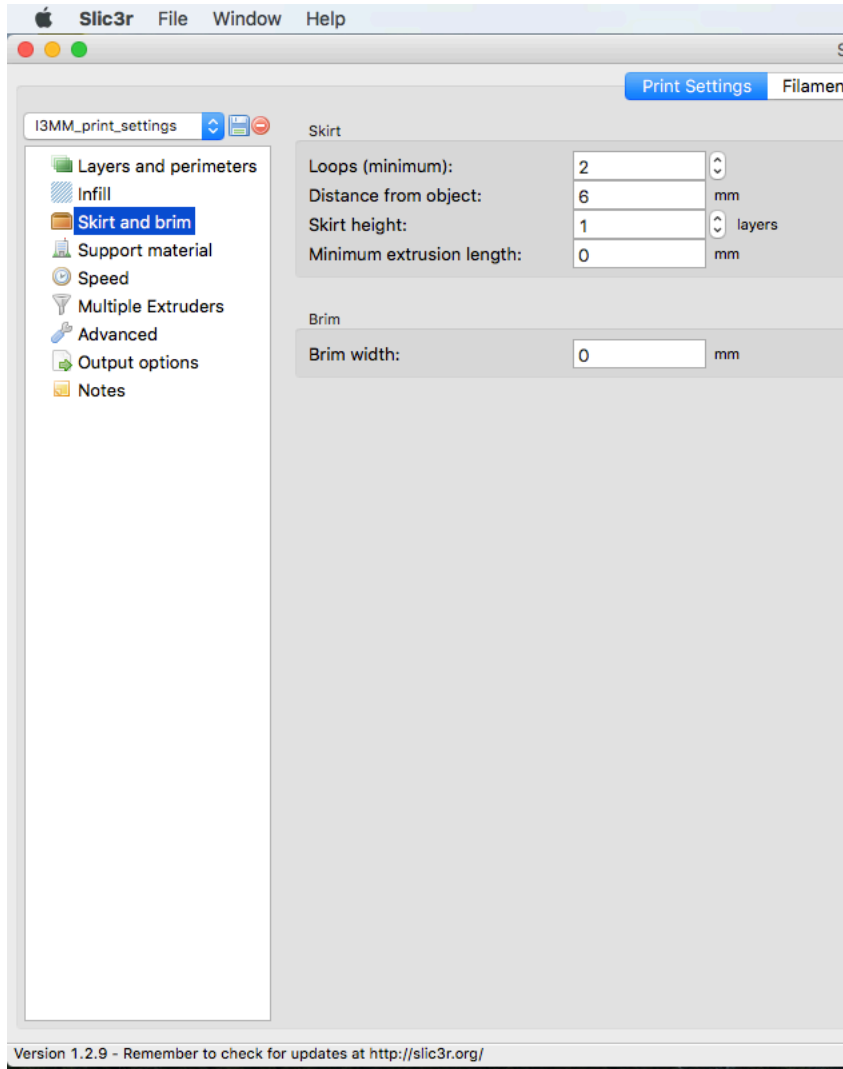 Slic3r File Window Help
S
Print Settings Filamen
I3MM_print_settings
Layers and perimeters
Infill
Skirt and brim
Support material
Speed
Multiple Extruders
Advanced
Output options
Notes
Skirt
Loops (minimum): 2
Distance from object: 6 mm
Skirt height: 1 layers
Minimum extrusion length: 0 mm
Brim
Brim width: 0 mm
Version 1.2.9 - Remember to check for updates at http://slic3r.org/